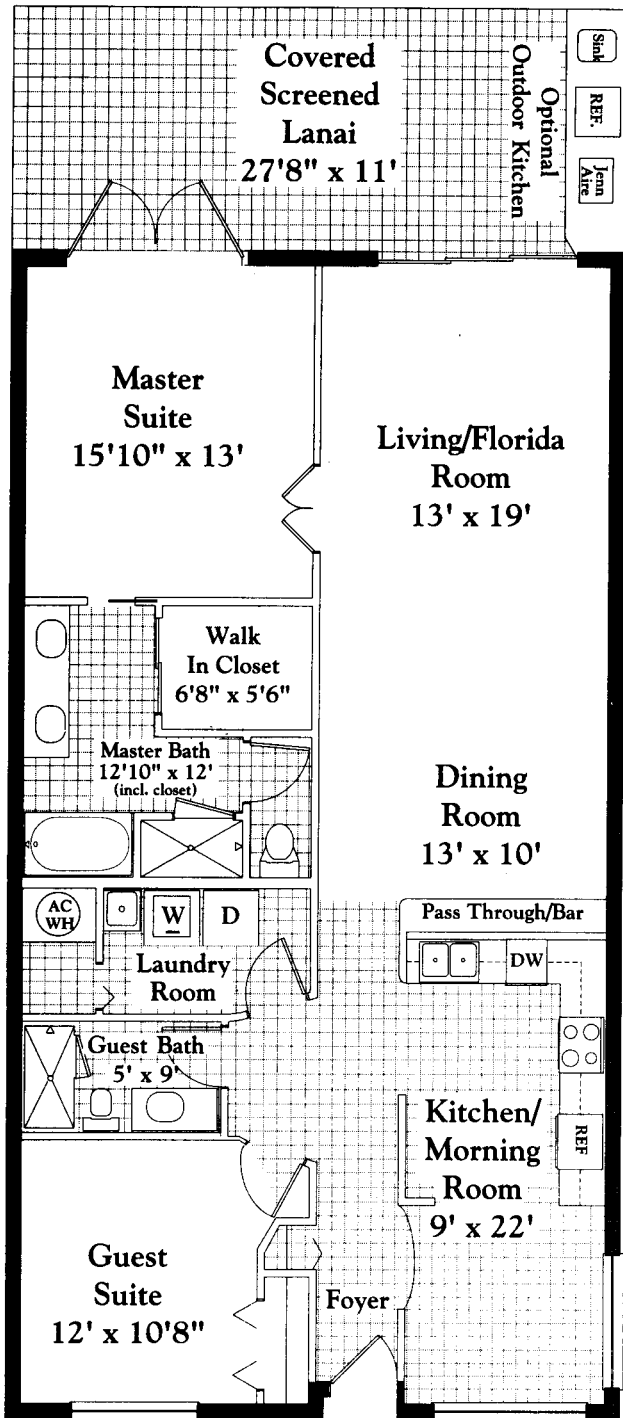 Covered
Screened
Lanai
27'8" x 11'
Optional
Outdoor Kitchen
Sink
REF.
Jenn
Aire
Master
Suite
15'10" x 13'
Living/Florida
Room
13' x 19'
Walk
In Closet
6'8" x 5'6"
Master Bath
12'10" x 12'
(incl. closet)
Dining
Room
13' x 10'
AC
WH
W
D
Pass Through/Bar
DW
Laundry
Room
Guest Bath
5' x 9'
Kitchen/
Morning
Room
9' x 22'
REF
Guest
Suite
12' x 10'8"
Foyer